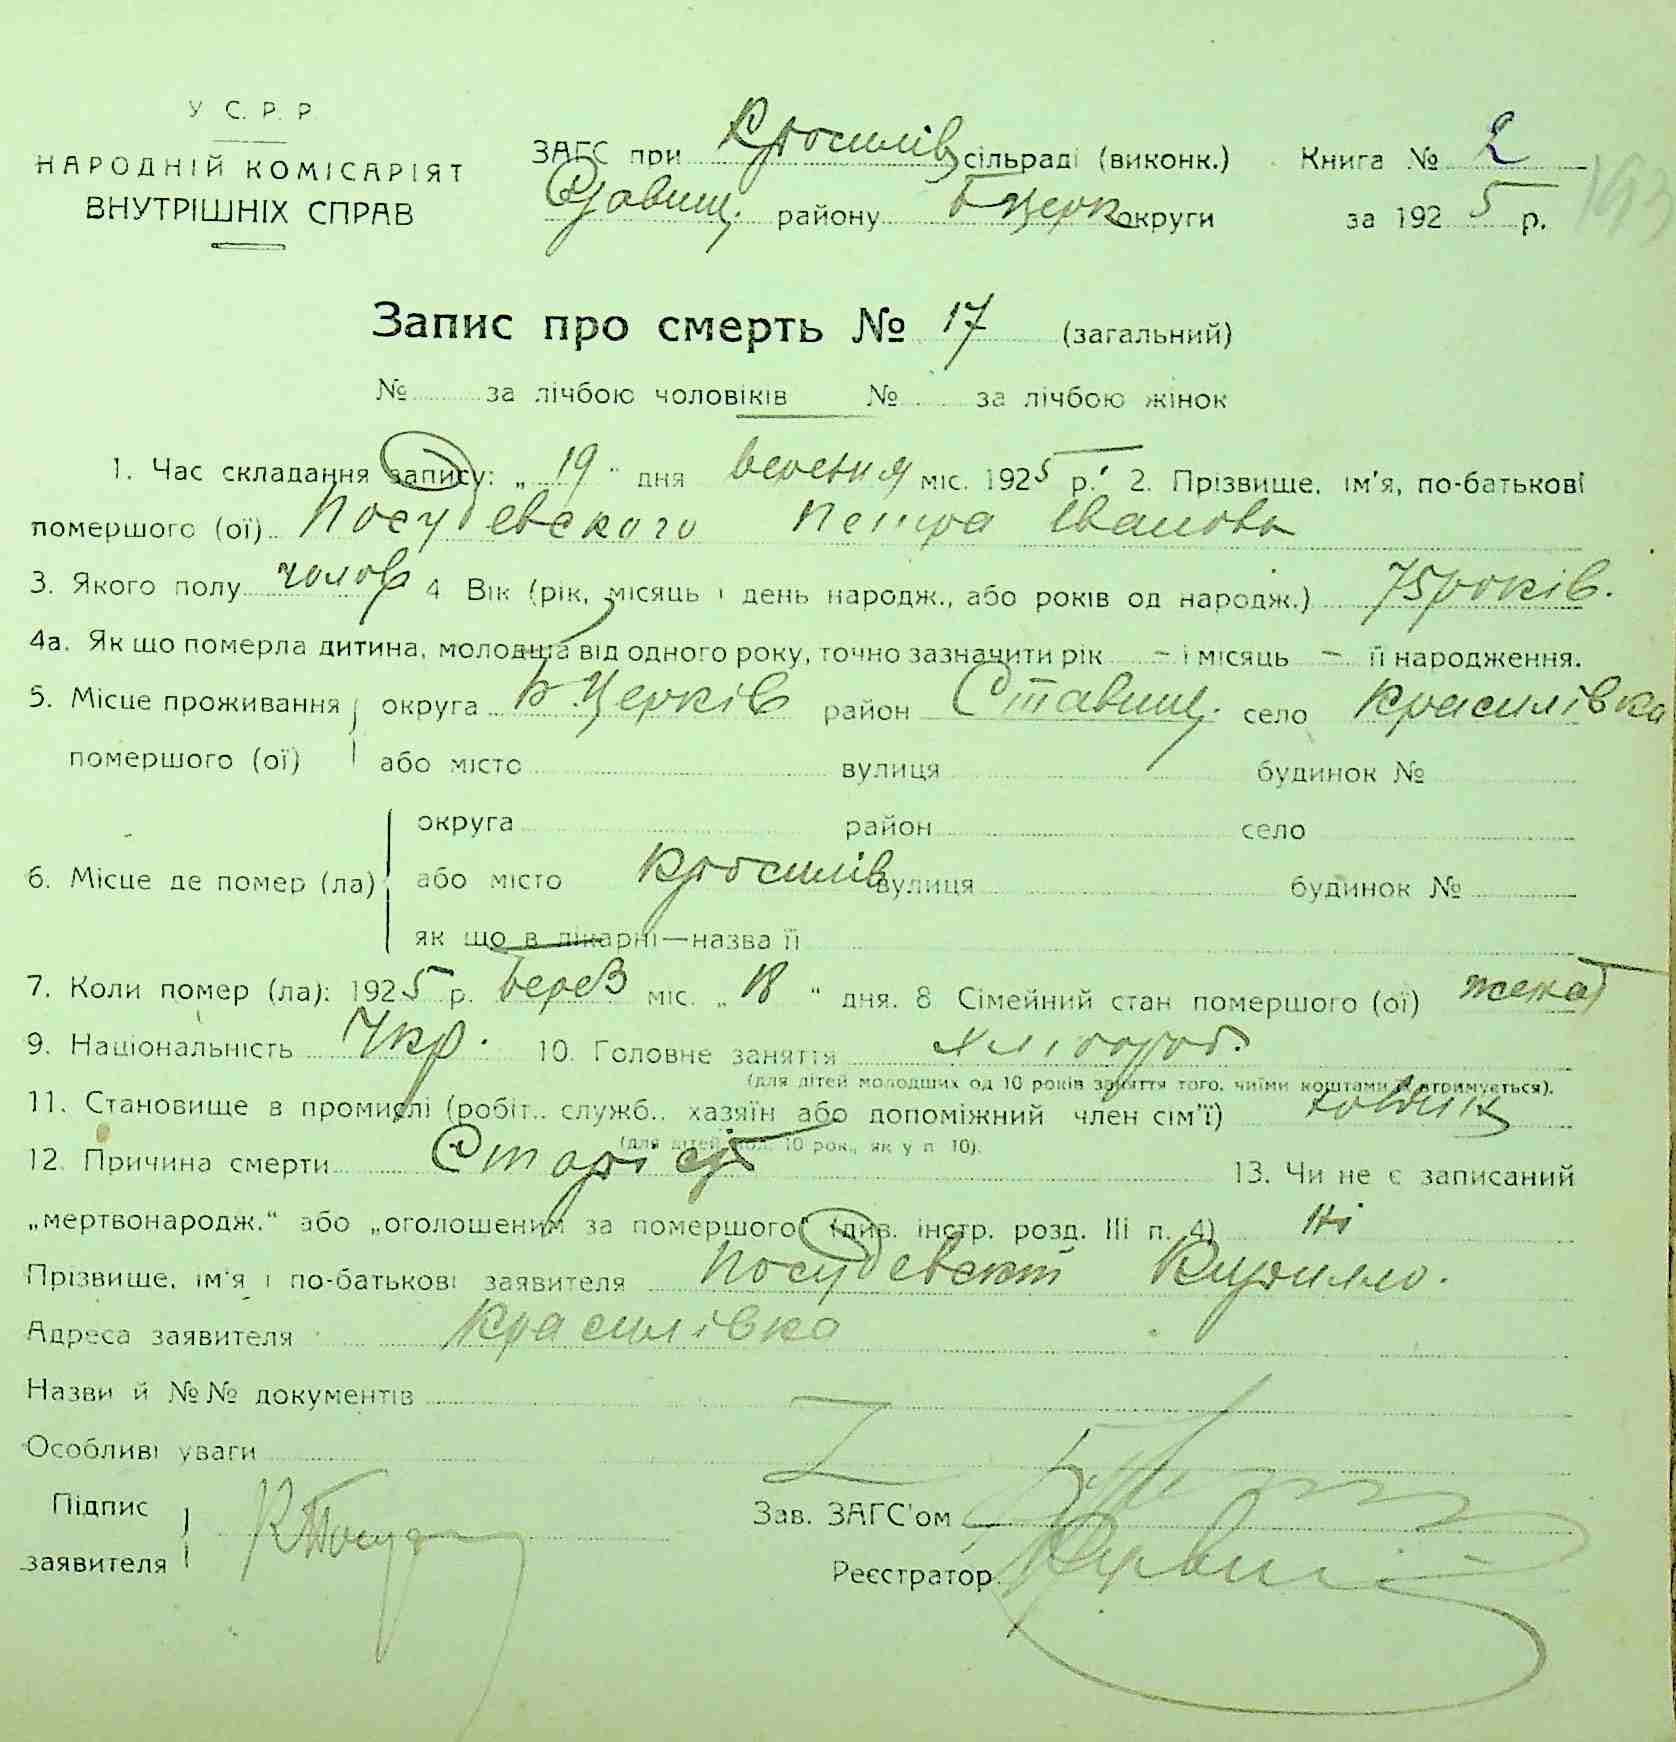 У С. Р. Р.
НАРОДНІЙ КОМІСАРІЯТ
ВНУТРІШНІХ СПРАВ
ЗАГС при Красилів сільраді (виконк.) Книга № 2
Ставищ. району Б Церк округи за 1925 р.
Запис про смерть № 17 (загальний)
№ за лічбою чоловіків № за лічбою жінок
1. Час складання запису: „19" дня березня міс. 1925 р. 2. Прізвище, ім'я, по-батькові
помершого (ої) Посудевского Петра Іванова
3. Якого полу чолов 4 Вік (рік, місяць і день народж., або років од народж.) 75 років.
4а. Як що померла дитина, молодша від одного року, точно зазначити рік — і місяць — її народження.
5. Місце проживання округа Б. Церків район Ставищ. село Красилівка
помершого (ої) або місто вулиця будинок №
округа район село
6. Місце де помер (ла) або місто Красилів вулиця будинок №
як що в лікарні—назва її
7. Коли помер (ла): 1925 р. Берез міс. „18" дня. 8 Сімейний стан помершого (ої) жонат
9. Національність Укр. 10. Головне заняття хлібороб.
(для дітей молодших од 10 років заняття того, чиїми коштами утримується).
11. Становище в промислі (робіт., служб., хазяїн або допоміжний член сім'ї)
(для дітей мол. 10 рок., як у п 10).
12. Причина смерти Старість 13. Чи не є записаний
„мертвонародж." або „оголошеним за помершого" (див. інстр. розд. III п. 4) ні
Прізвище, ім'я і по-батькові заявителя Посудевский Кирило.
Адреса заявителя Красилівка
Назви й №№ документів
Особливі уваги
Підпис
заявителя К Посуд
Зав. ЗАГС'ом
Реєстратор